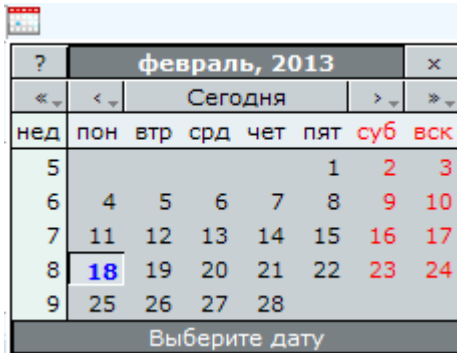 ? февраль, 2013 ×
« ‹ Сегодня › »
нед пон втр срд чет пят суб вск
5 1 2 3
6 4 5 6 7 8 9 10
7 11 12 13 14 15 16 17
8 18 19 20 21 22 23 24
9 25 26 27 28
Выберите дату